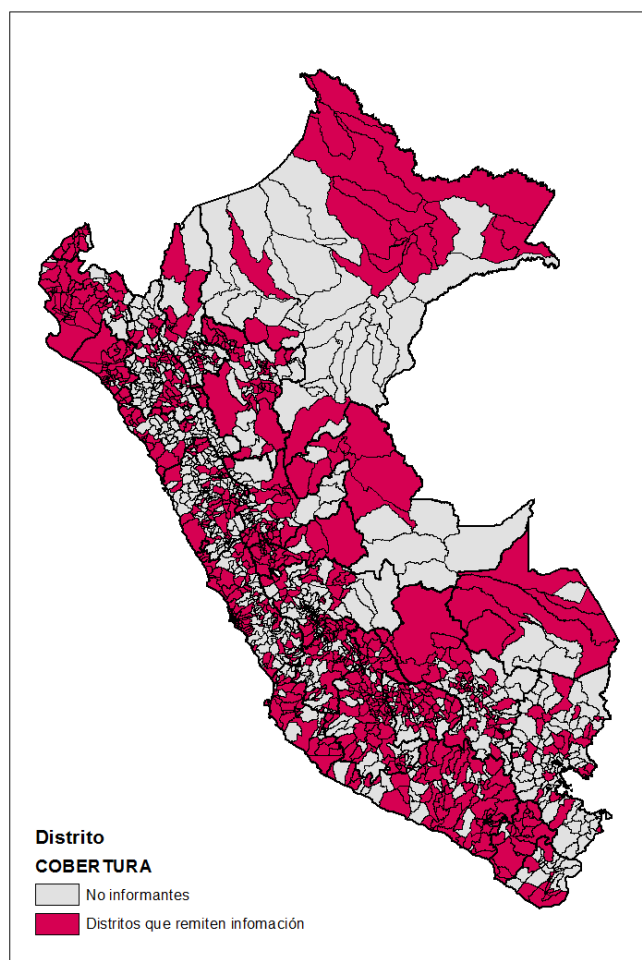 Distrito
COBERTURA
No informantes
Distritos que remiten infomación